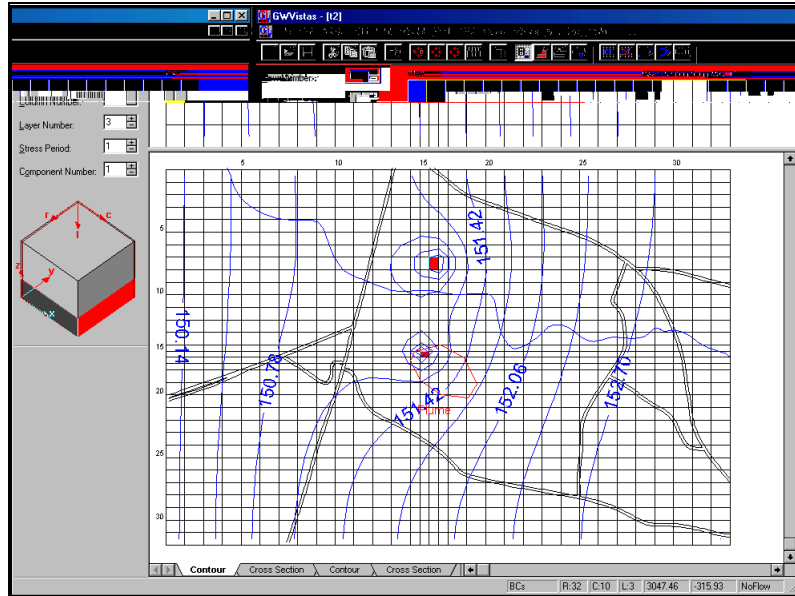 GWVistas - [t2]
Layer Number: 3
Stress Period: 1
Component Number: 1
r c
l
z y
x
5 10 15 20 25 30
5
10
15
20
25
30
150.14
150.78
151.42
151.42
152.06
152.70
Plume
Contour Cross Section Contour Cross Section
BCs R:32 C:10 L:3 3047.46 -315.93 NoFlow